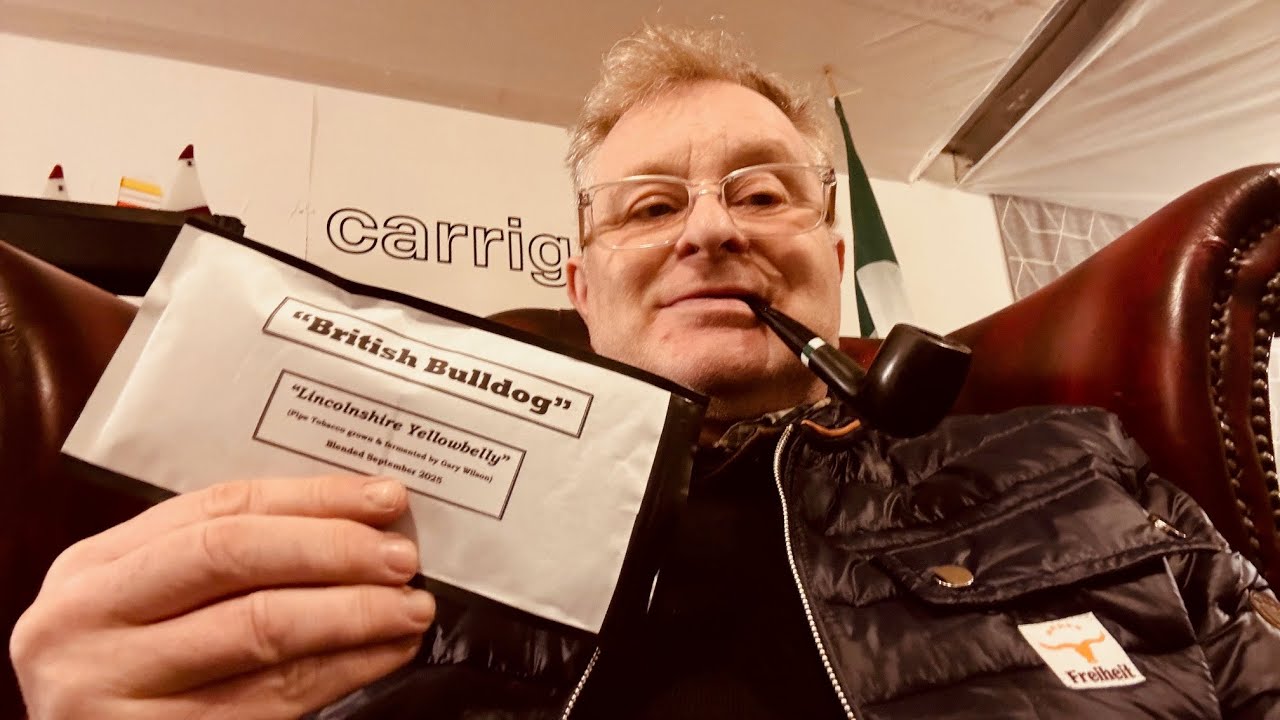 carrig
"British Bulldog"
"Lincolnshire Yellowbelly"
(Pipe Tobacco grown & fermented by Gary Wilson)
Blended September 2025
Freiheit